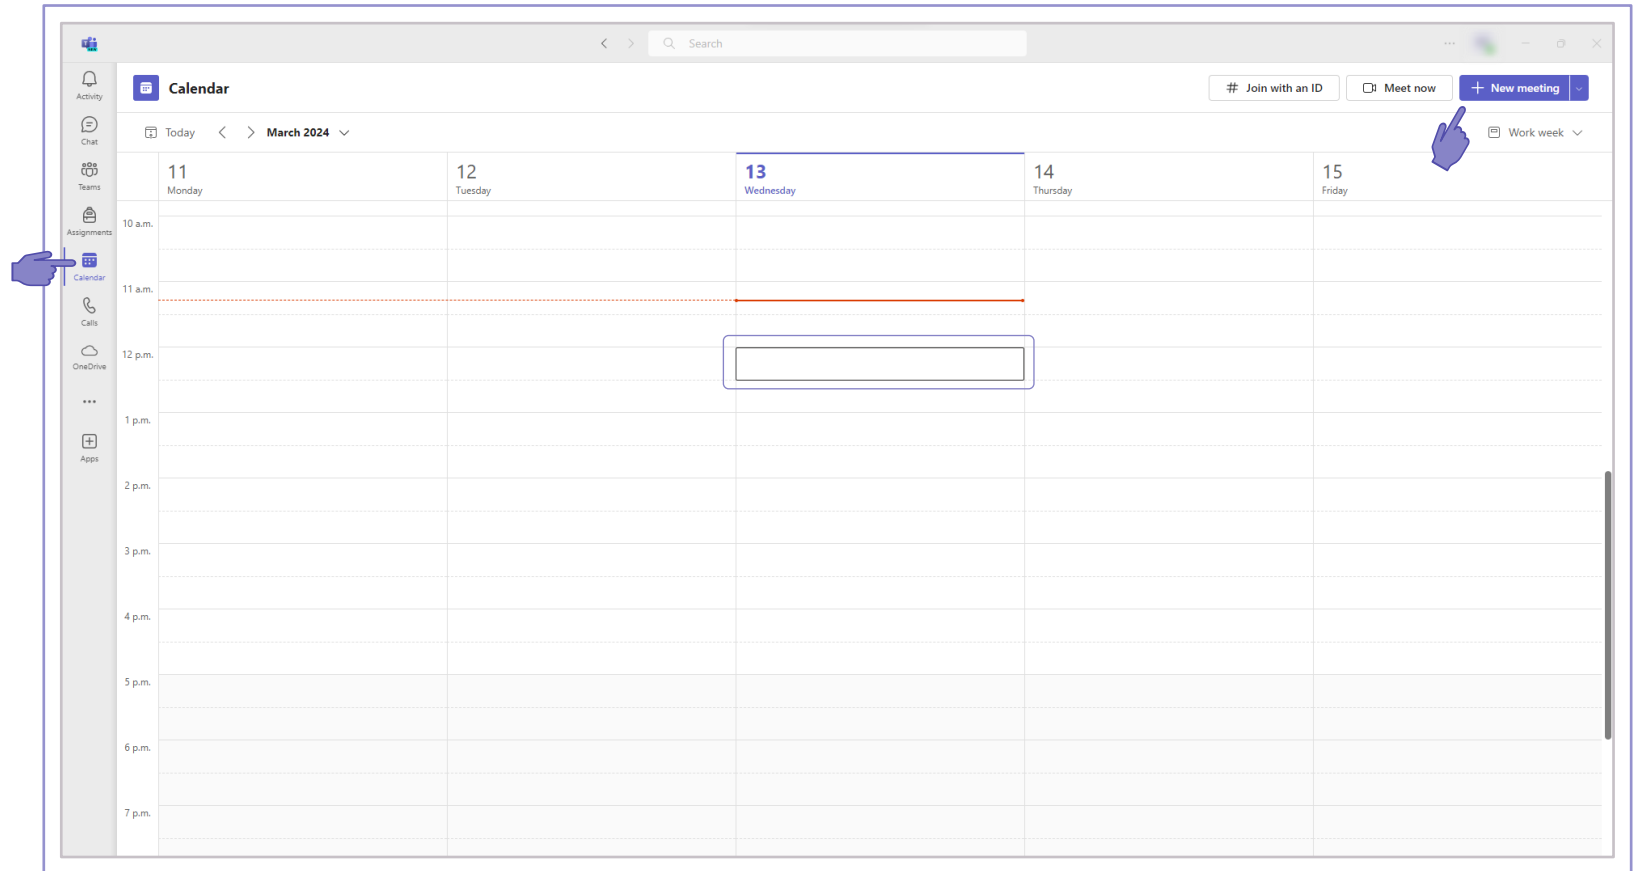 Search
Activity
Chat
Teams
Assignments
Calendar
Calls
OneDrive
Apps
Calendar
# Join with an ID
Meet now
+ New meeting
Today
March 2024
Work week
11
Monday
12
Tuesday
13
Wednesday
14
Thursday
15
Friday
10 a.m.
11 a.m.
12 p.m.
1 p.m.
2 p.m.
3 p.m.
4 p.m.
5 p.m.
6 p.m.
7 p.m.